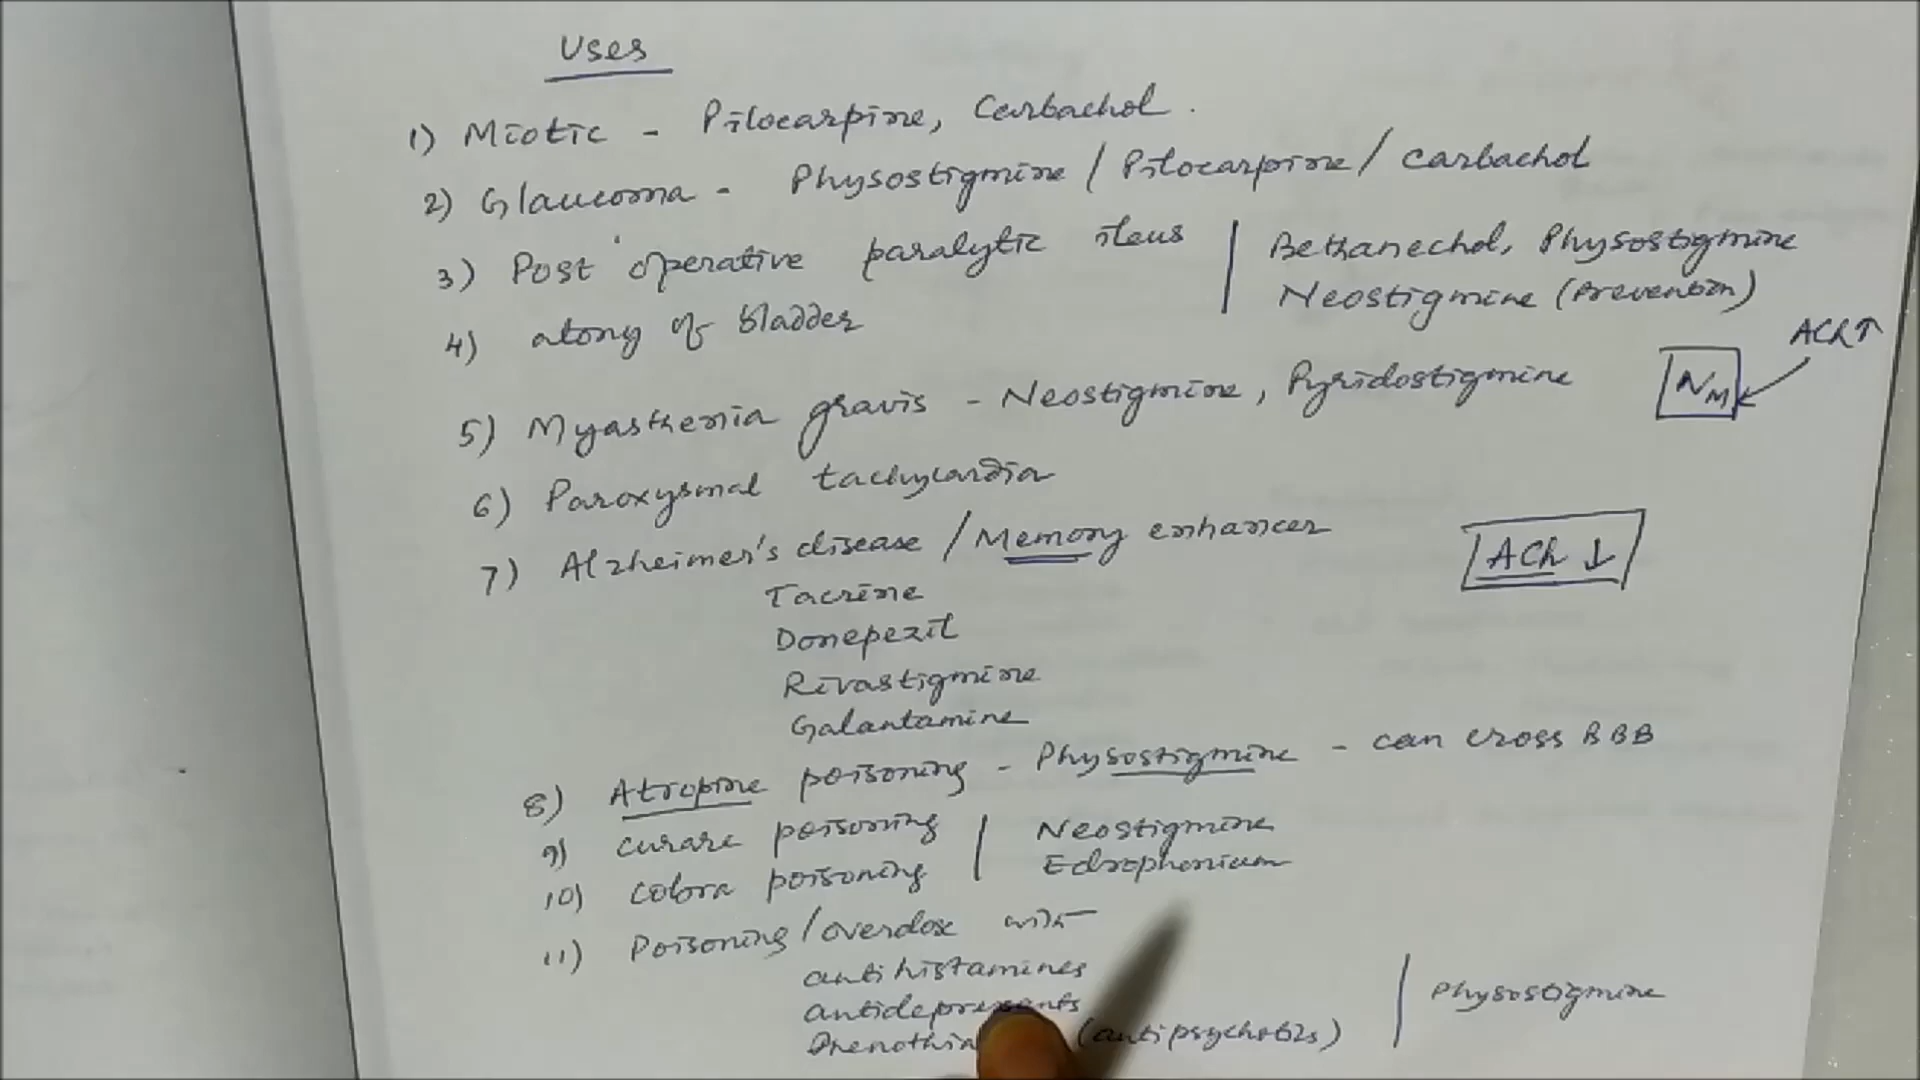 Uses
1) Miotic - Pilocarpine, Carbachol.
2) Glaucoma - Physostigmine / Pilocarpine / Carbachol
3) Post operative paralytic ileus | Bethanechol, Physostigmine
Neostigmine (Prevention)
4) atony of bladder
ACh↑
5) Myasthenia gravis - Neostigmine, Pyridostigmine
NM
6) Paroxysmal tachycardia
7) Alzheimer's disease / Memory enhancer
ACh ↓
Tacrine
Donepezil
Rivastigmine
Galantamine
8) Atropine poisoning - Physostigmine - can cross BBB
9) curare poisoning | Neostigmine
10) cobra poisoning | Edrophonium
11) Poisoning / overdose with
antihistamines
antidepressants | Physostigmine
(antipsychotics)